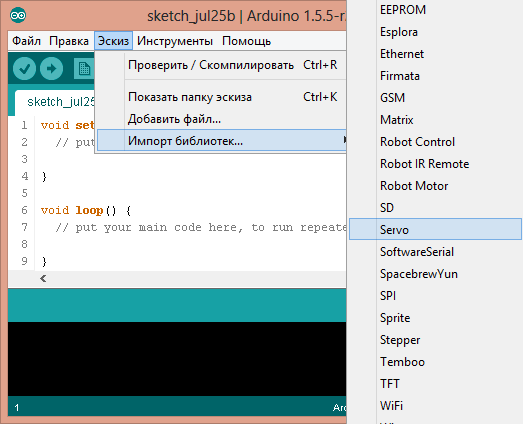 sketch_jul25b | Arduino 1.5.5-r
Файл Правка Эскиз Инструменты Помощь
Проверить / Скомпилировать Ctrl+R
Показать папку эскиза Ctrl+K
Добавить файл...
Импорт библиотек...
sketch_jul25
1 void set
2 // put
3
4 }
5
6 void loop() {
7 // put your main code here, to run repeate
8
9 }
1
EEPROM
Esplora
Ethernet
Firmata
GSM
Matrix
Robot Control
Robot IR Remote
Robot Motor
SD
Servo
SoftwareSerial
SpacebrewYun
SPI
Sprite
Stepper
Temboo
TFT
WiFi